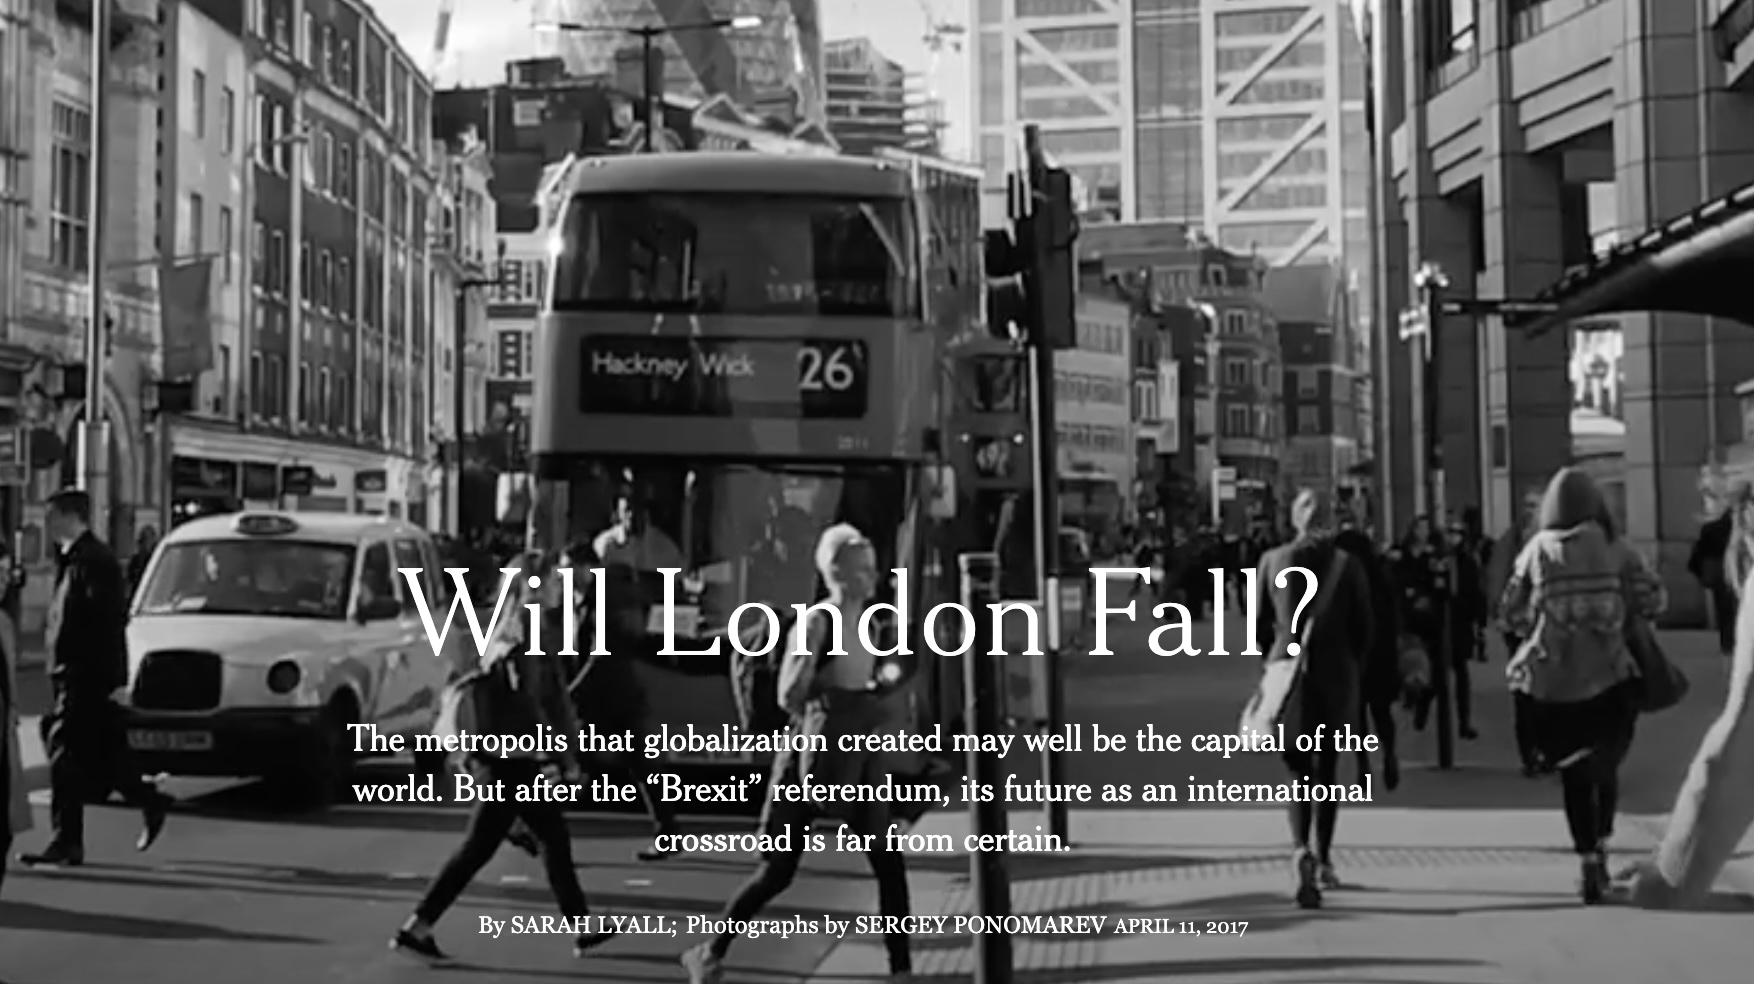 Hackney Wick 26
Will London Fall?
The metropolis that globalization created may well be the capital of the
world. But after the “Brexit” referendum, its future as an international
crossroad is far from certain.
By SARAH LYALL; Photographs by SERGEY PONOMAREV APRIL 11, 2017